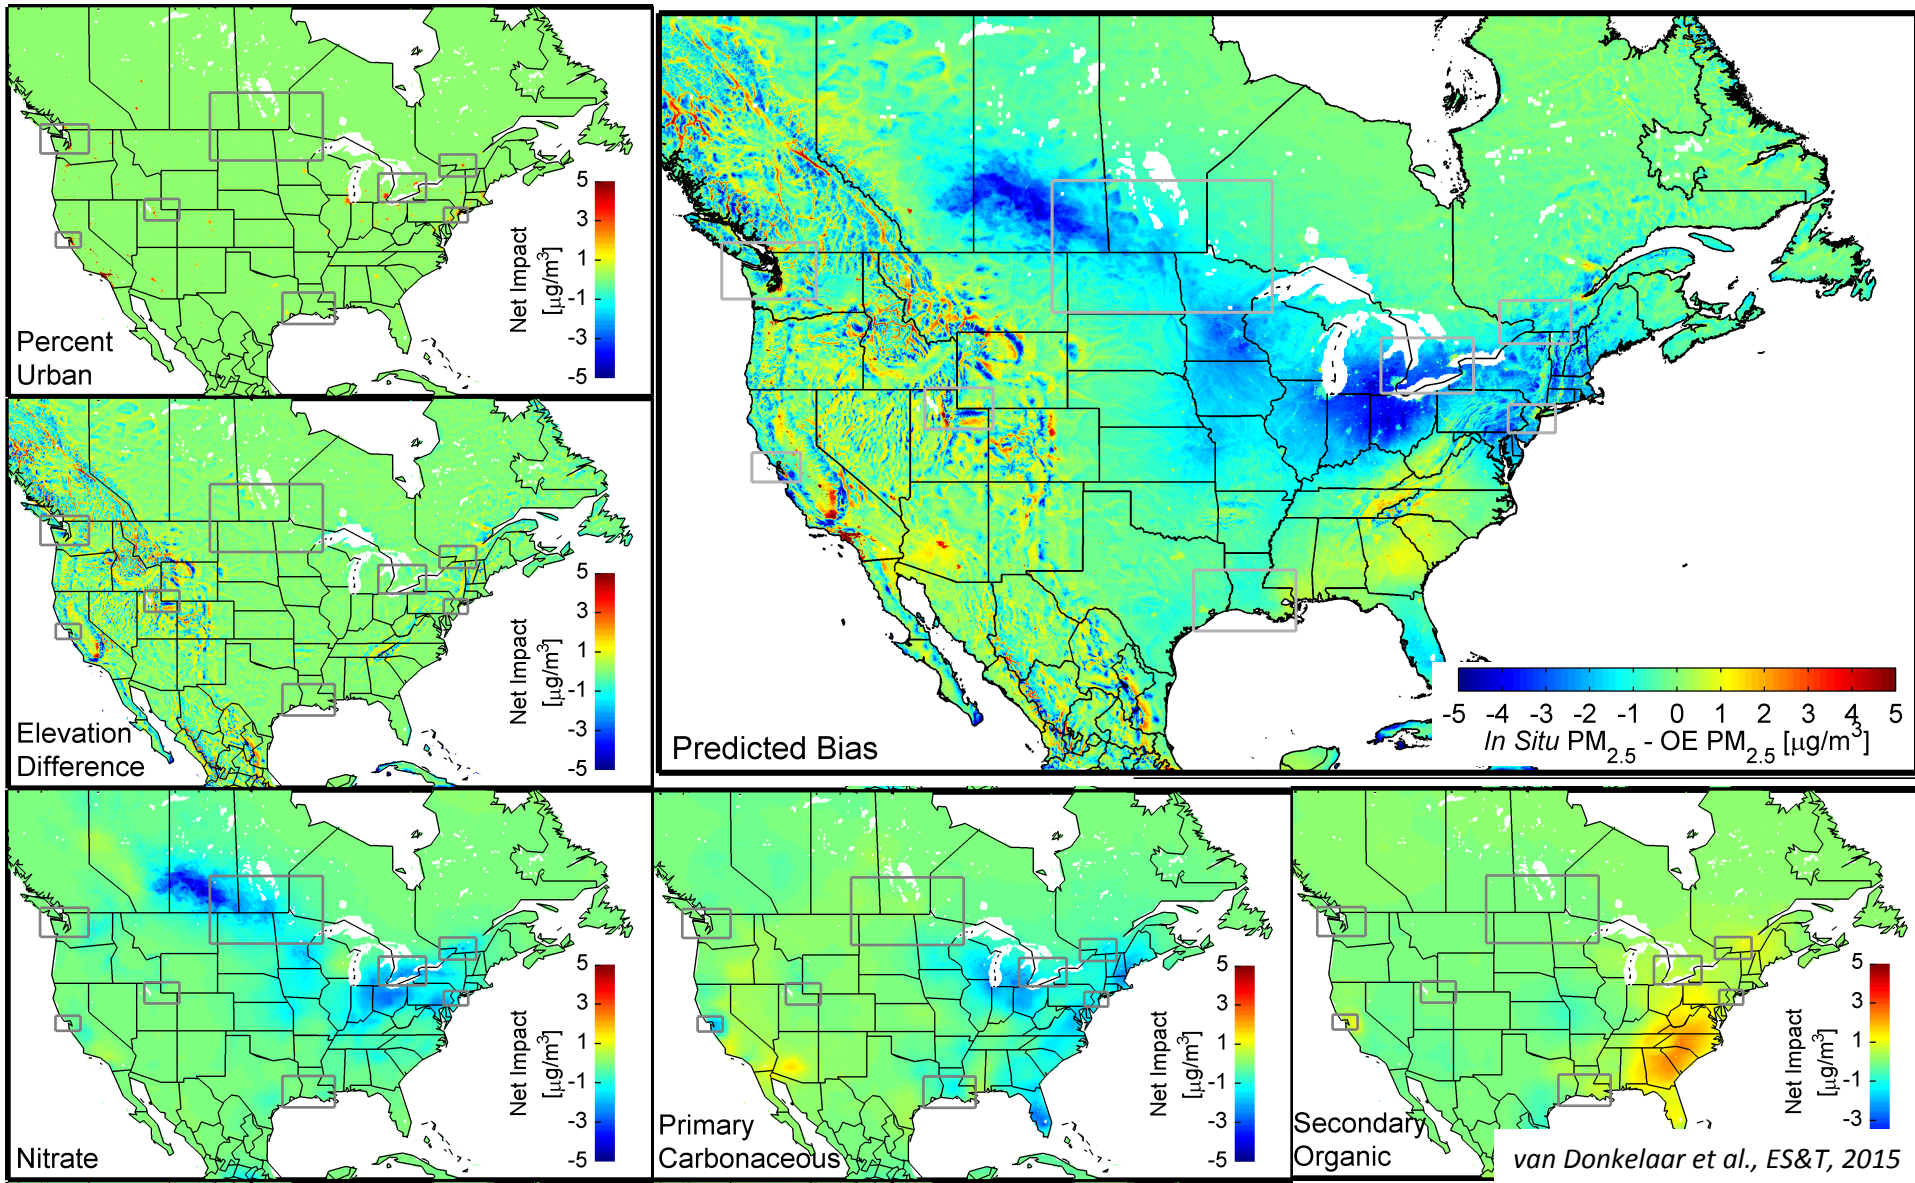 Percent
Urban
Net Impact
[μg/m³]
5
3
1
-1
-3
-5
Predicted Bias
-5 -4 -3 -2 -1 0 1 2 3 4 5
In Situ PM2.5 - OE PM2.5 [μg/m³]
Elevation
Difference
Net Impact
[μg/m³]
5
3
1
-1
-3
-5
Nitrate
Net Impact
[μg/m³]
5
3
1
-1
-3
-5
Primary
Carbonaceous
Net Impact
[μg/m³]
5
3
1
-1
-3
-5
Secondary
Organic
Net Impact
[μg/m³]
5
3
1
-1
-3
van Donkelaar et al., ES&T, 2015